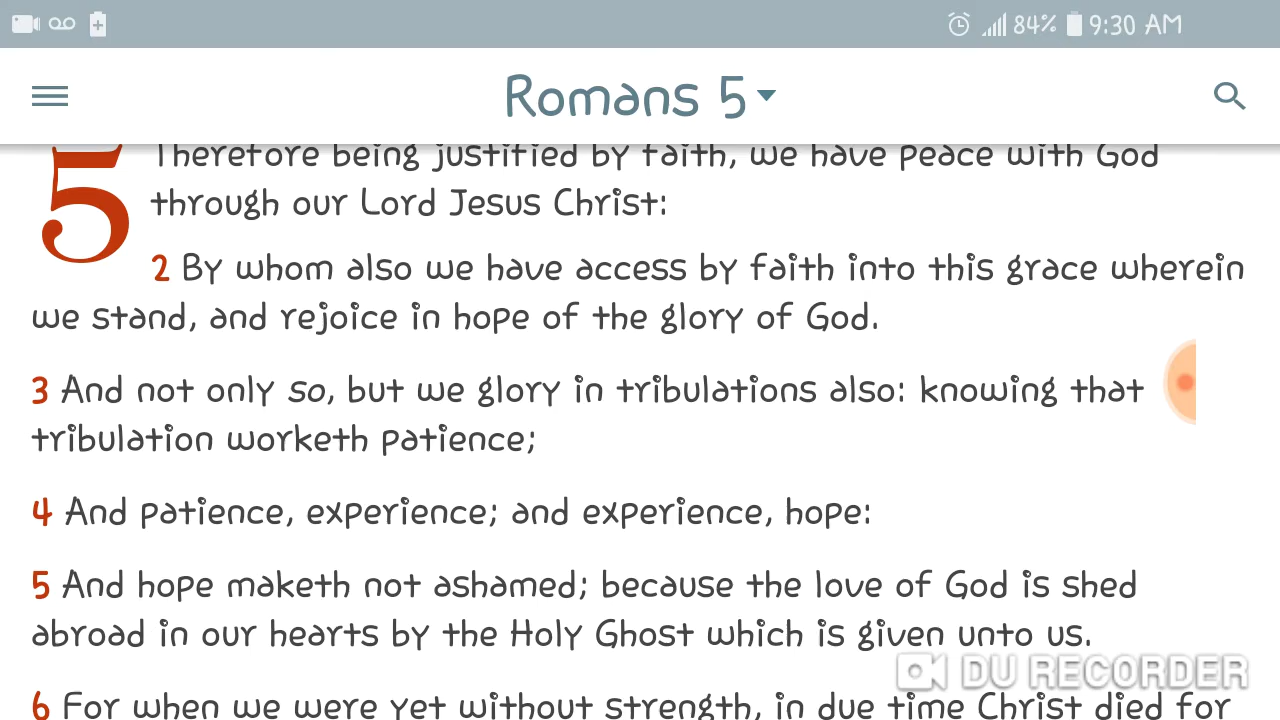 84% 9:30 AM
Romans 5
5 Therefore being justified by faith, we have peace with God
through our Lord Jesus Christ:
2 By whom also we have access by faith into this grace wherein
we stand, and rejoice in hope of the glory of God.
3 And not only so, but we glory in tribulations also: knowing that
tribulation worketh patience;
4 And patience, experience; and experience, hope:
5 And hope maketh not ashamed; because the love of God is shed
abroad in our hearts by the Holy Ghost which is given unto us.
DU RECORDER
6 For when we were yet without strength, in due time Christ died for